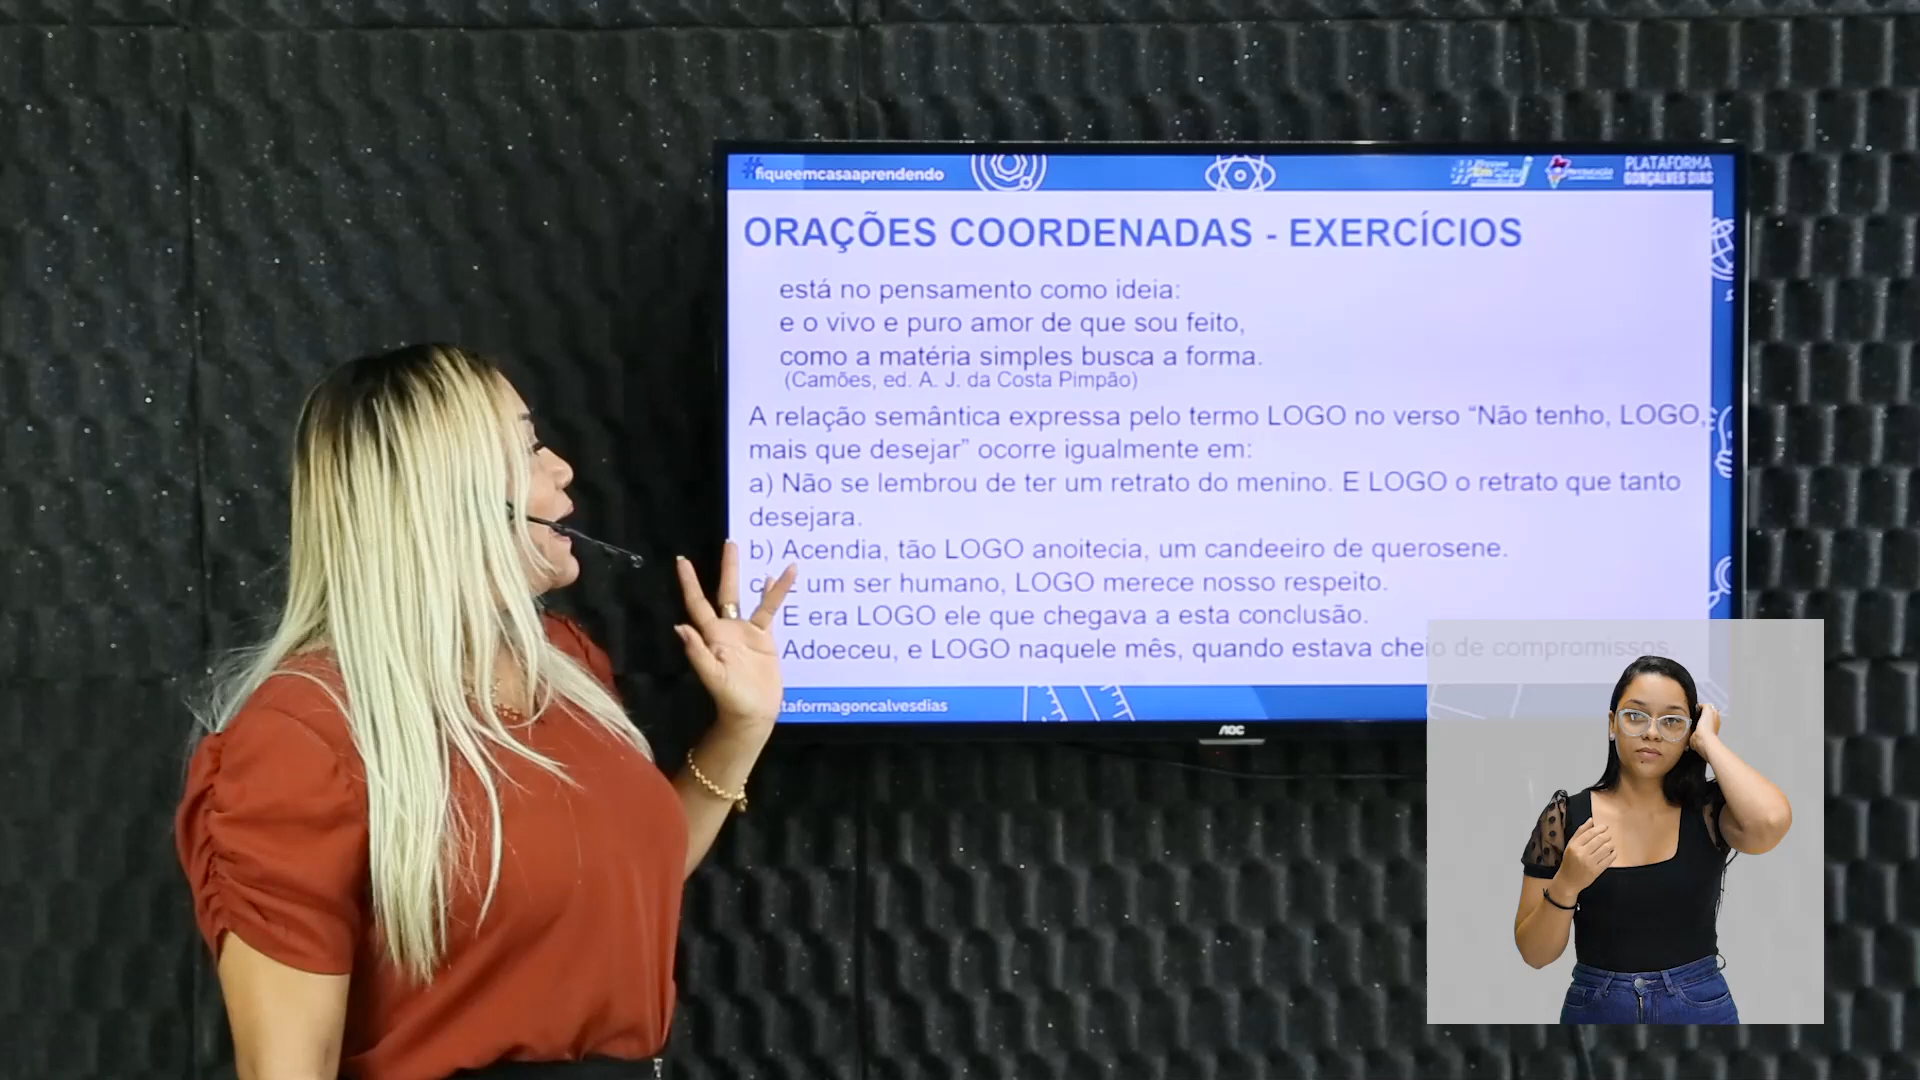 #fiqueemcasaaprendendo
PLATAFORMA
GONÇALVES DIAS
ORAÇÕES COORDENADAS - EXERCÍCIOS
está no pensamento como ideia:
e o vivo e puro amor de que sou feito,
como a matéria simples busca a forma.
(Camões, ed. A. J. da Costa Pimpão)
A relação semântica expressa pelo termo LOGO no verso “Não tenho, LOGO,
mais que desejar” ocorre igualmente em:
a) Não se lembrou de ter um retrato do menino. E LOGO o retrato que tanto
desejara.
b) Acendia, tão LOGO anoitecia, um candeeiro de querosene.
c) É um ser humano, LOGO merece nosso respeito.
E era LOGO ele que chegava a esta conclusão.
Adoeceu, e LOGO naquele mês, quando estava cheio de compromissos.
taformagoncalvesdias
AOC